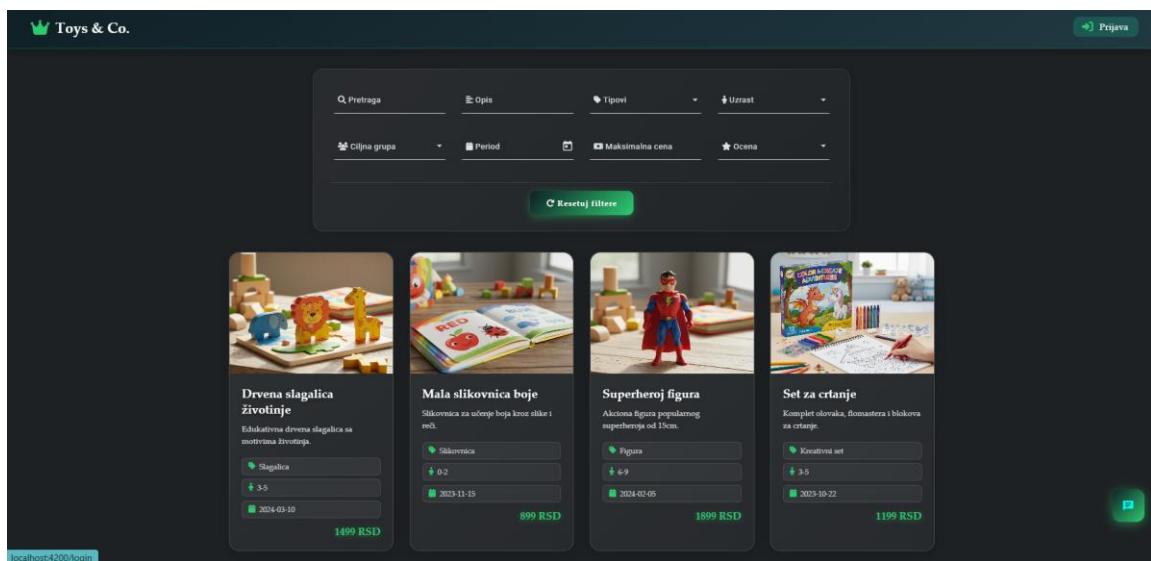 Toys & Co.
Prijava
Pretraga
Opis
Tipovi
Uzrast
Ciljna grupa
Period
Maksimalna cena
Ocena
Resetuj filtere
RED
BLUE
Drvena slagalica
životinje
Edukativna drvena slagalica sa
motivima životinja.
Slagalica
3-5
2024-03-10
1499 RSD
Mala slikovnica boje
Slikovnica za učenje boja kroz slike i
reči.
Slikovnica
0-2
2023-11-15
899 RSD
Superheroj figura
Akciona figura popularnog
superheroja od 15cm.
Figura
6-9
2024-02-05
1899 RSD
Set za crtanje
Komplet olovaka, flomastera i blokova
za crtanje.
Kreativni set
3-5
2023-10-22
1199 RSD
localhost:4200/login